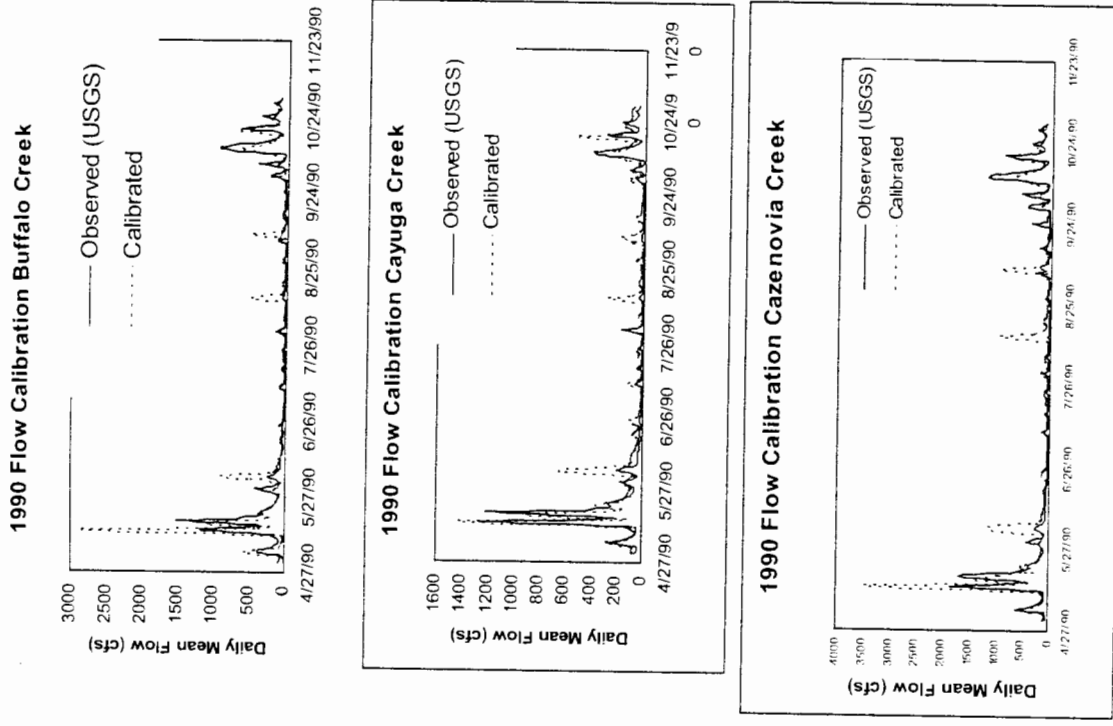 1990 Flow Calibration Buffalo Creek
Daily Mean Flow (cfs)
3000
2500
2000
1500
1000
500
0
Observed (USGS)
Calibrated
4/27/90 5/27/90 6/26/90 7/26/90 8/25/90 9/24/90 10/24/90 11/23/90
1990 Flow Calibration Cayuga Creek
Daily Mean Flow (cfs)
1600
1400
1200
1000
800
600
400
200
0
Observed (USGS)
Calibrated
4/27/90 5/27/90 6/26/90 7/26/90 8/25/90 9/24/90 10/24/9 11/23/9
0 0
1990 Flow Calibration Cazenovia Creek
Daily Mean Flow (cfs)
4000
3500
3000
2500
2000
1500
1000
500
0
Observed (USGS)
Calibrated
4/27/90 5/27/90 6/26/90 7/26/90 8/25/90 9/24/90 10/24/90 11/23/90